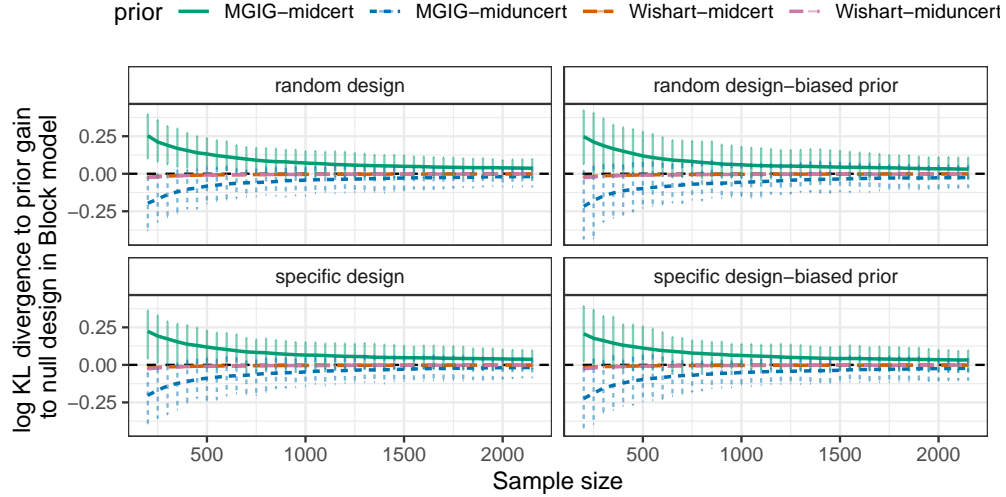 prior MGIG−midcert MGIG−miduncert Wishart−midcert Wishart−miduncert
random design
random design−biased prior
0.25
0.00
−0.25
specific design
specific design−biased prior
0.25
0.00
−0.25
log KL divergence to prior gain
to null design in Block model
500 1000 1500 2000
500 1000 1500 2000
Sample size